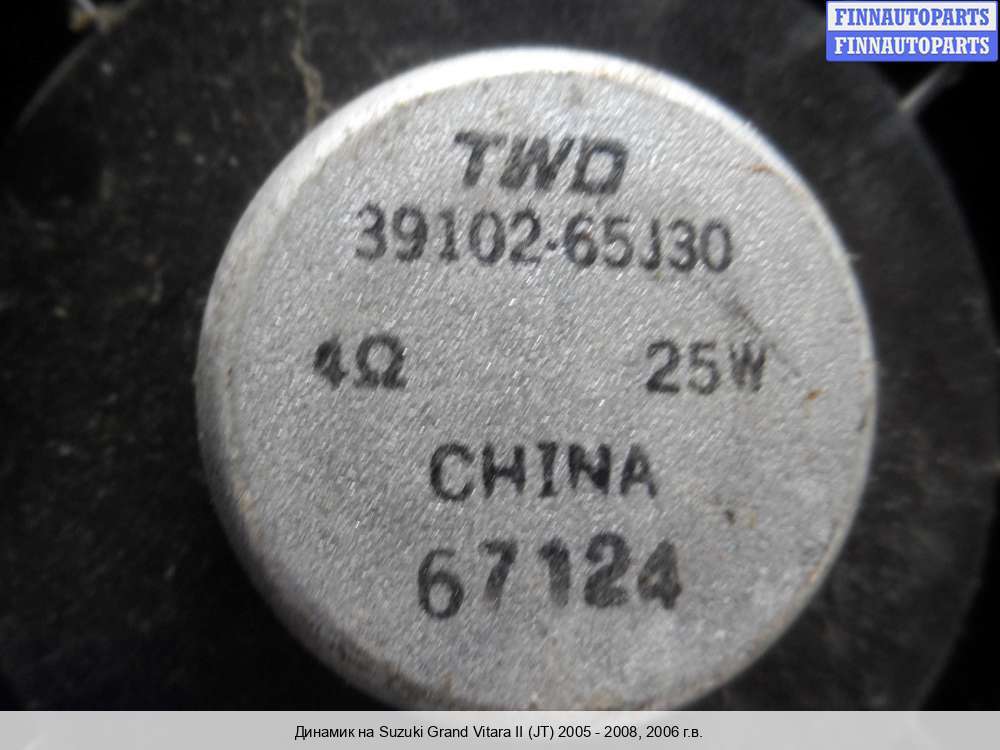 FINNAUTOPARTS
FINNAUTOPARTS
TWD
39102-65J30
4Ω 25W
CHINA
67124
Динамик на Suzuki Grand Vitara II (JT) 2005 - 2008, 2006 г.в.